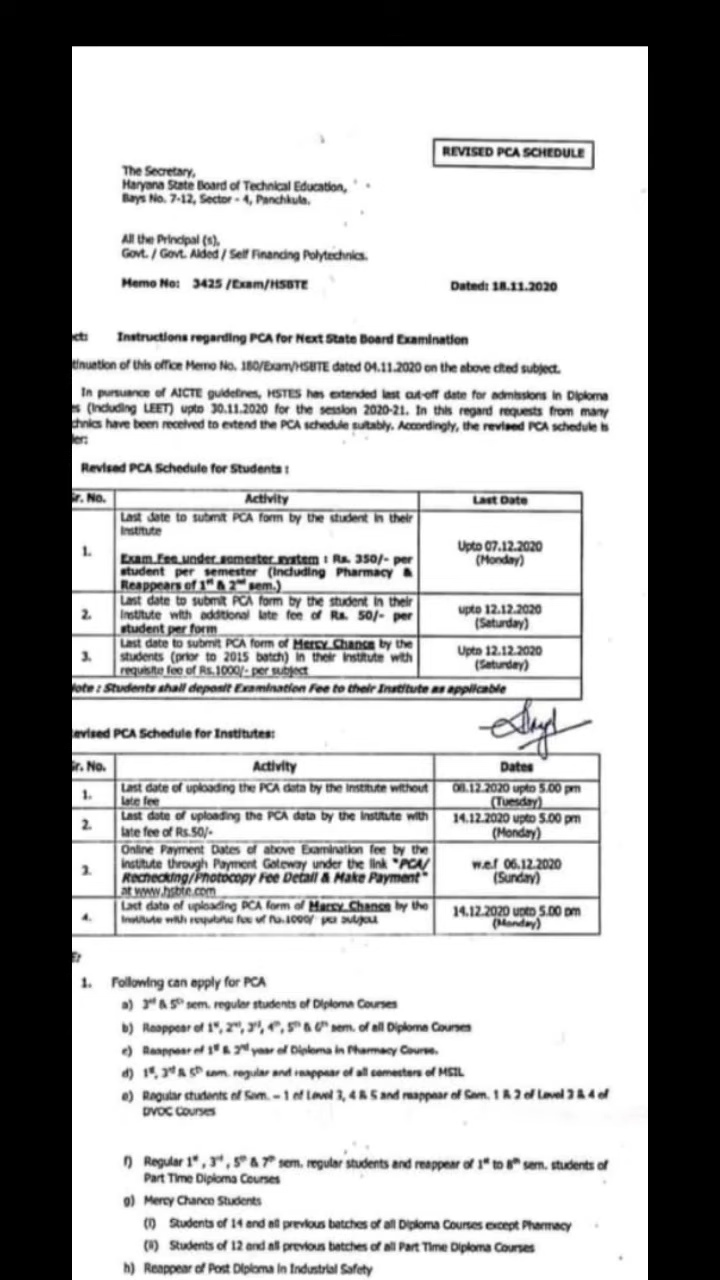 REVISED PCA SCHEDULE
The Secretary,
Haryana State Board of Technical Education,
Bays No. 7-12, Sector - 4, Panchkula.
All the Principal (s),
Govt. / Govt. Aided / Self Financing Polytechnics.
Memo No: 3425 /Exam/HSBTE Dated: 18.11.2020
ct: Instructions regarding PCA for Next State Board Examination
tinuation of this office Memo No. 180/Exam/HSBTE dated 04.11.2020 on the above cited subject.
In pursuance of AICTE guidelines, HSTES has extended last cut-off date for admissions in Diploma
s (Including LEET) upto 30.11.2020 for the session 2020-21. In this regard requests from many
chnics have been received to extend the PCA schedule suitably. Accordingly, the revised PCA schedule is
er:
Revised PCA Schedule for Students :
Sr. No. Activity Last Date
1. Last date to submit PCA form by the student in their
Institute
Exam Fee under semester system : Rs. 350/- per
student per semester (Including Pharmacy &
Reappears of 1st & 2nd sem.)
Upto 07.12.2020
(Monday)
2. Last date to submit PCA form by the student in their
Institute with additional late fee of Rs. 50/- per
student per form
upto 12.12.2020
(Saturday)
3. Last date to submit PCA form of Mercy Chance by the
students (prior to 2015 batch) in their Institute with
requisite fee of Rs.1000/- per subject
Upto 12.12.2020
(Saturday)
ote : Students shall deposit Examination Fee to their Institute as applicable
evised PCA Schedule for Institutes:
Sr. No. Activity Dates
1. Last date of uploading the PCA data by the Institute without
late fee
08.12.2020 upto 5.00 pm
(Tuesday)
2. Last date of uploading the PCA data by the Institute with
late fee of Rs.50/-
14.12.2020 upto 5.00 pm
(Monday)
3. Online Payment Dates of above Examination fee by the
Institute through Payment Gateway under the link "PCA/
Rechecking/Photocopy Fee Detail & Make Payment"
at www.hsbte.com
w.e.f 06.12.2020
(Sunday)
4. Last date of uploading PCA form of Mercy Chance by the
Institute with requisite fee of Rs.1000/ per subject
14.12.2020 upto 5.00 pm
(Monday)
E:
1. Following can apply for PCA
a) 3rd & 5th sem. regular students of Diploma Courses
b) Reappear of 1st, 2nd, 3rd, 4th, 5th & 6th sem. of all Diploma Courses
c) Reappear of 1st & 2nd year of Diploma in Pharmacy Course.
d) 1st, 3rd & 5th sem. regular and reappear of all semesters of MSIL
e) Regular students of Sem. – 1 of Level 3, 4 & 5 and reappear of Sem. 1 & 2 of Level 3 & 4 of
DVOC Courses
f) Regular 1st, 3rd, 5th & 7th sem. regular students and reappear of 1st to 8th sem. students of
Part Time Diploma Courses
g) Mercy Chance Students
(i) Students of 14 and all previous batches of all Diploma Courses except Pharmacy
(ii) Students of 12 and all previous batches of all Part Time Diploma Courses
h) Reappear of Post Diploma in Industrial Safety